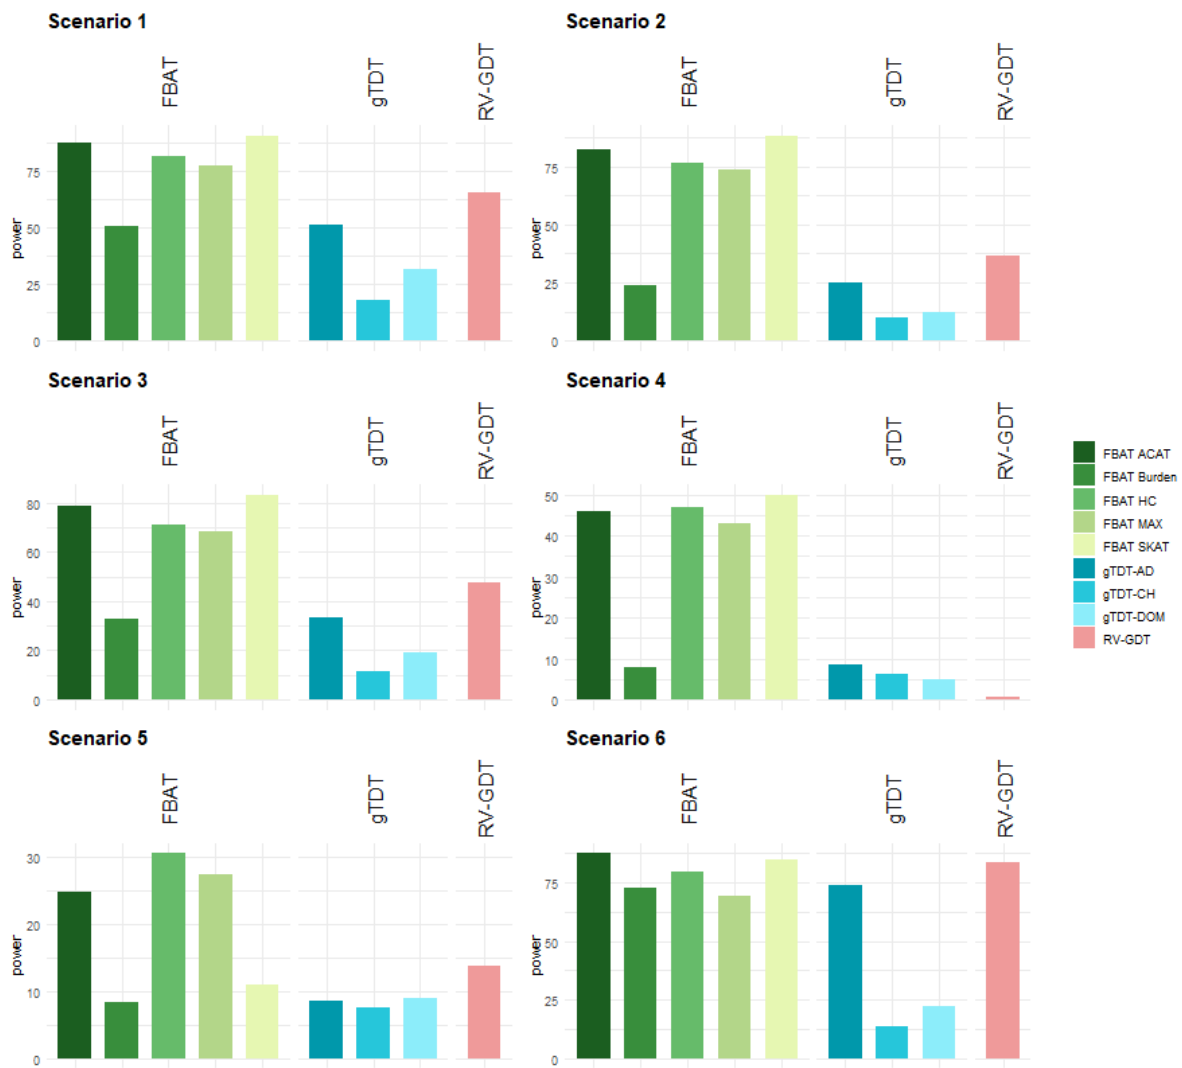 Scenario 1
FBAT
gTDT
RV-GDT
power
75
50
25
0
Scenario 2
FBAT
gTDT
RV-GDT
power
75
50
25
0
Scenario 3
FBAT
gTDT
RV-GDT
power
80
60
40
20
0
Scenario 4
FBAT
gTDT
RV-GDT
power
50
40
30
20
10
0
Scenario 5
FBAT
gTDT
RV-GDT
power
30
20
10
0
Scenario 6
FBAT
gTDT
RV-GDT
power
75
50
25
0
FBAT ACAT
FBAT Burden
FBAT HC
FBAT MAX
FBAT SKAT
gTDT-AD
gTDT-CH
gTDT-DOM
RV-GDT